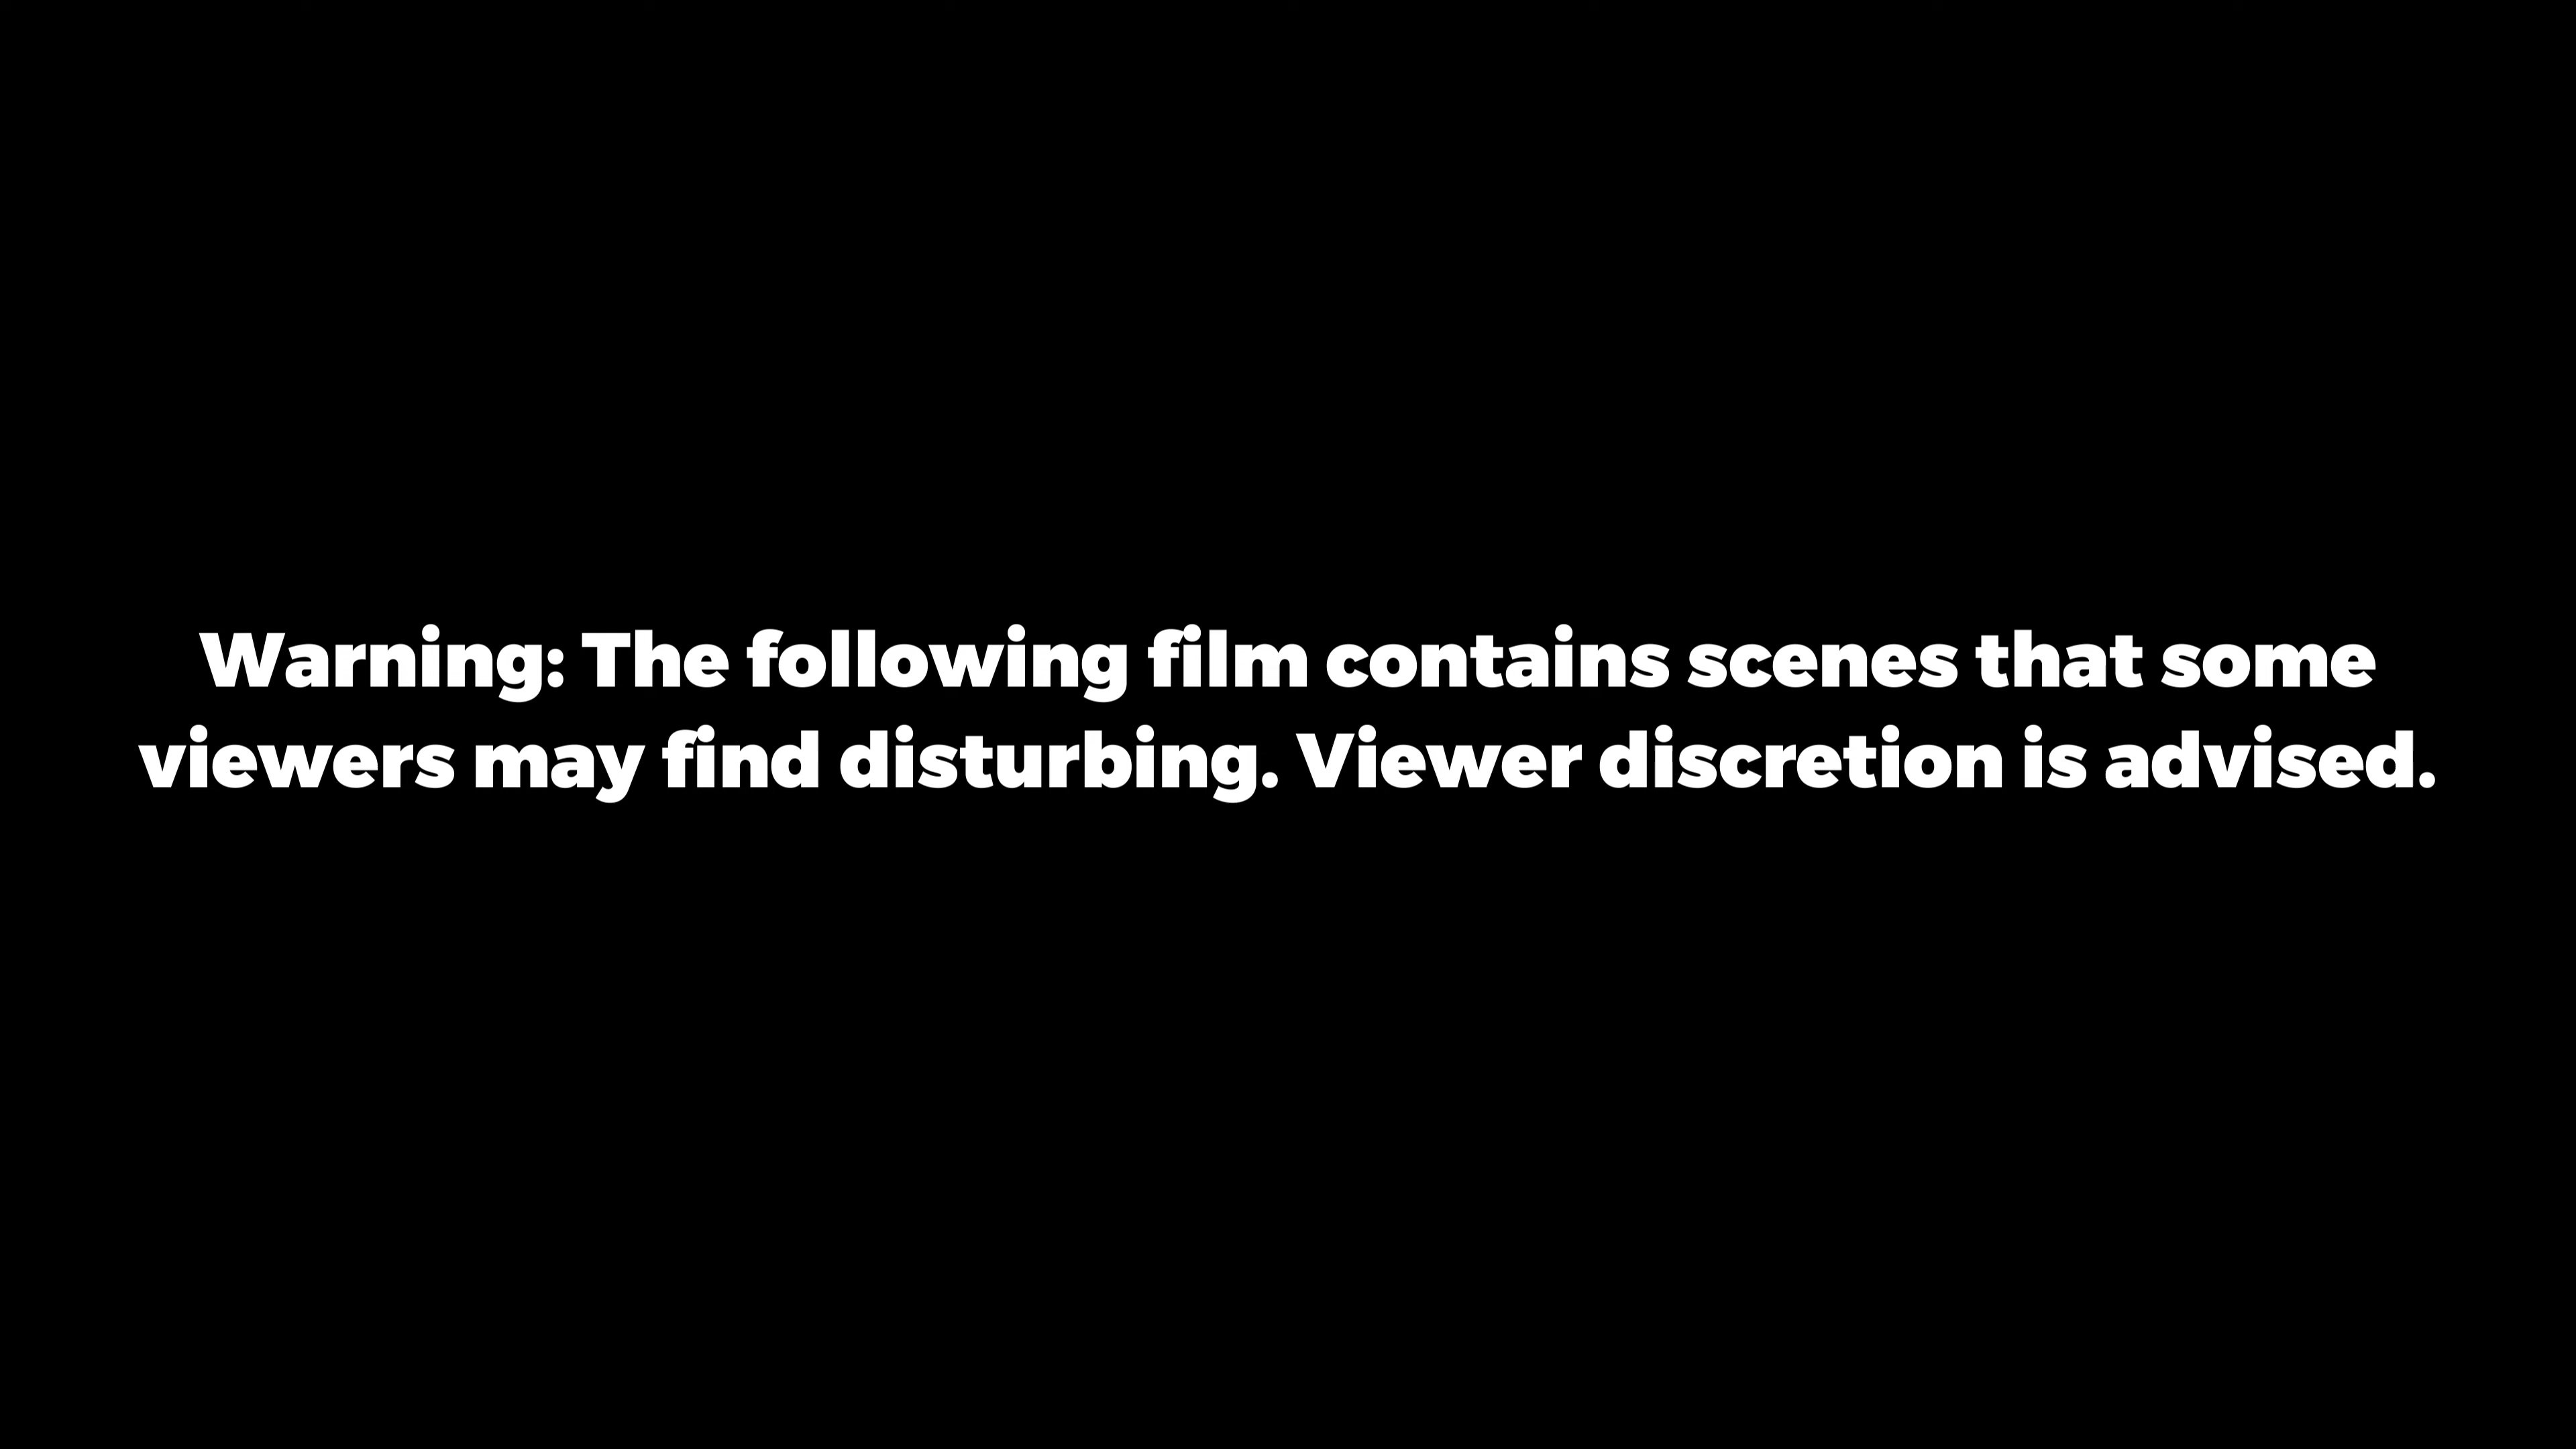 Warning: The following film contains scenes that some
viewers may find disturbing. Viewer discretion is advised.